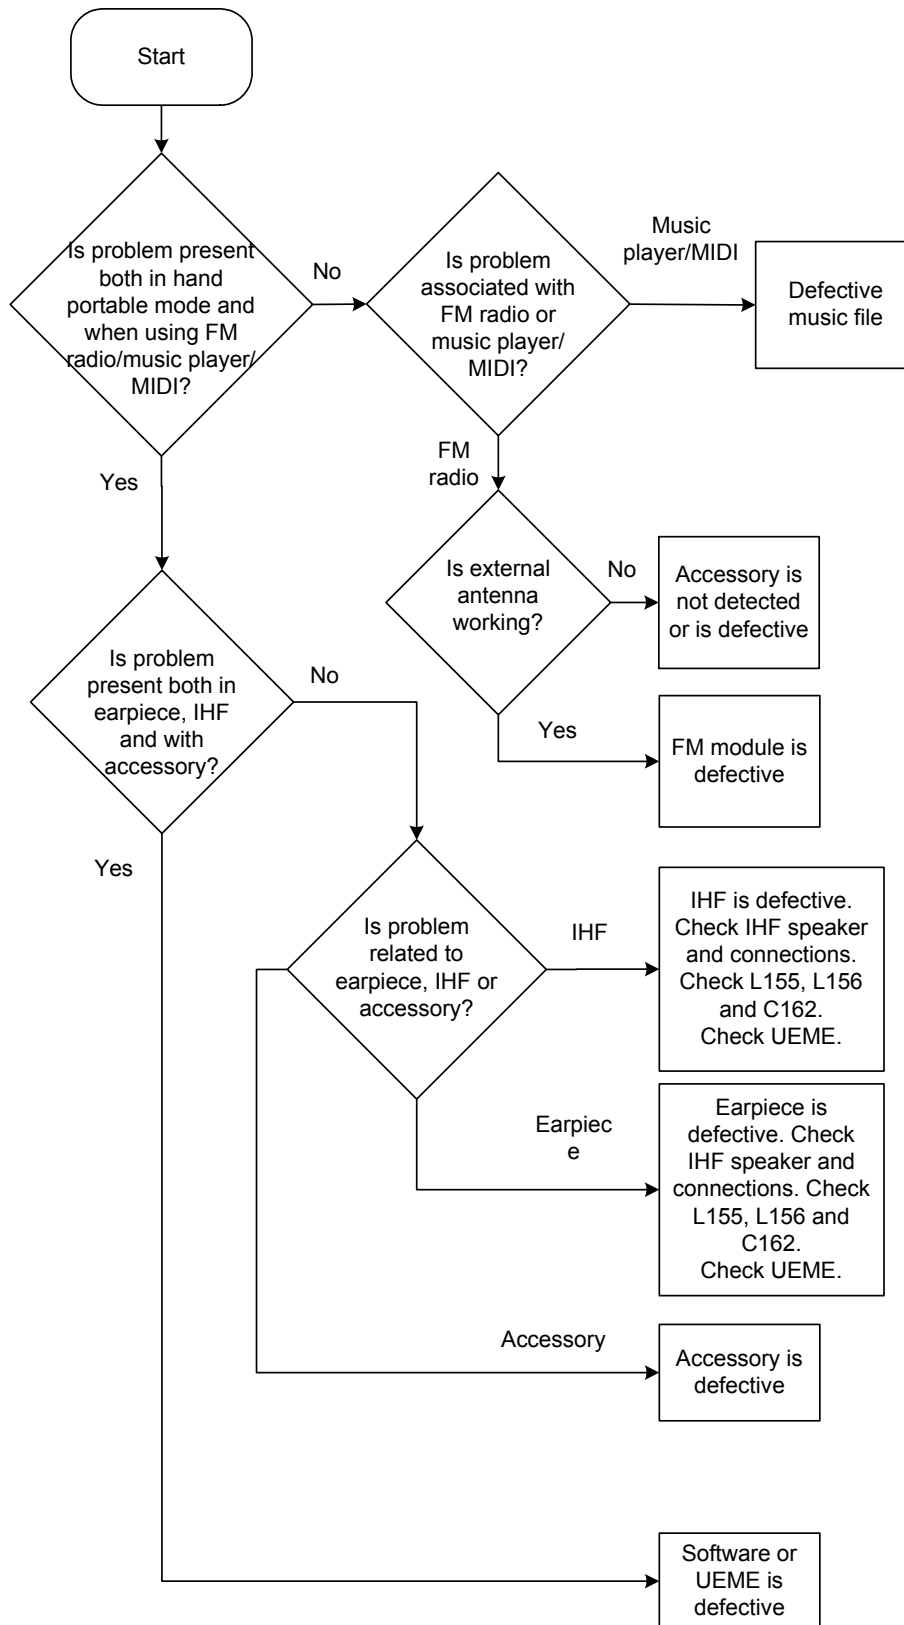 Start
Is problem present
both in hand
portable mode and
when using FM
radio/music player/
MIDI?
No
Is problem
associated with
FM radio or
music player/
MIDI?
Music
player/MIDI
Defective
music file
Yes
FM
radio
Is external
antenna
working?
No
Accessory is
not detected
or is defective
Yes
FM module is
defective
Is problem
present both in
earpiece, IHF
and with
accessory?
No
Yes
Is problem
related to
earpiece, IHF or
accessory?
IHF
IHF is defective.
Check IHF speaker
and connections.
Check L155, L156
and C162.
Check UEME.
Earpiec
e
Earpiece is
defective. Check
IHF speaker and
connections. Check
L155, L156 and
C162.
Check UEME.
Accessory
Accessory is
defective
Software or
UEME is
defective